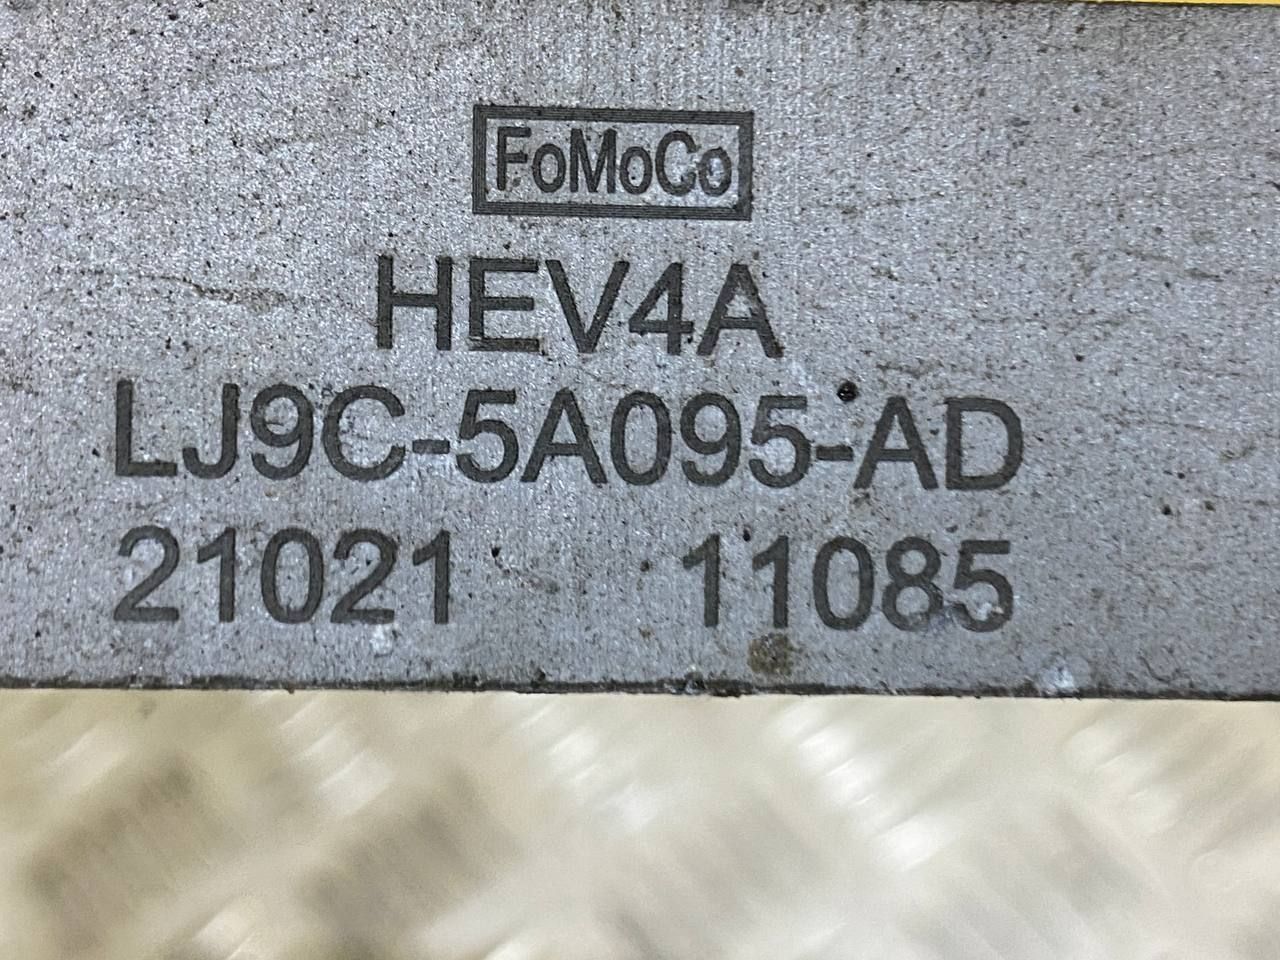 FoMoCo
HEV4A
LJ9C-5A095-AD
21021 11085